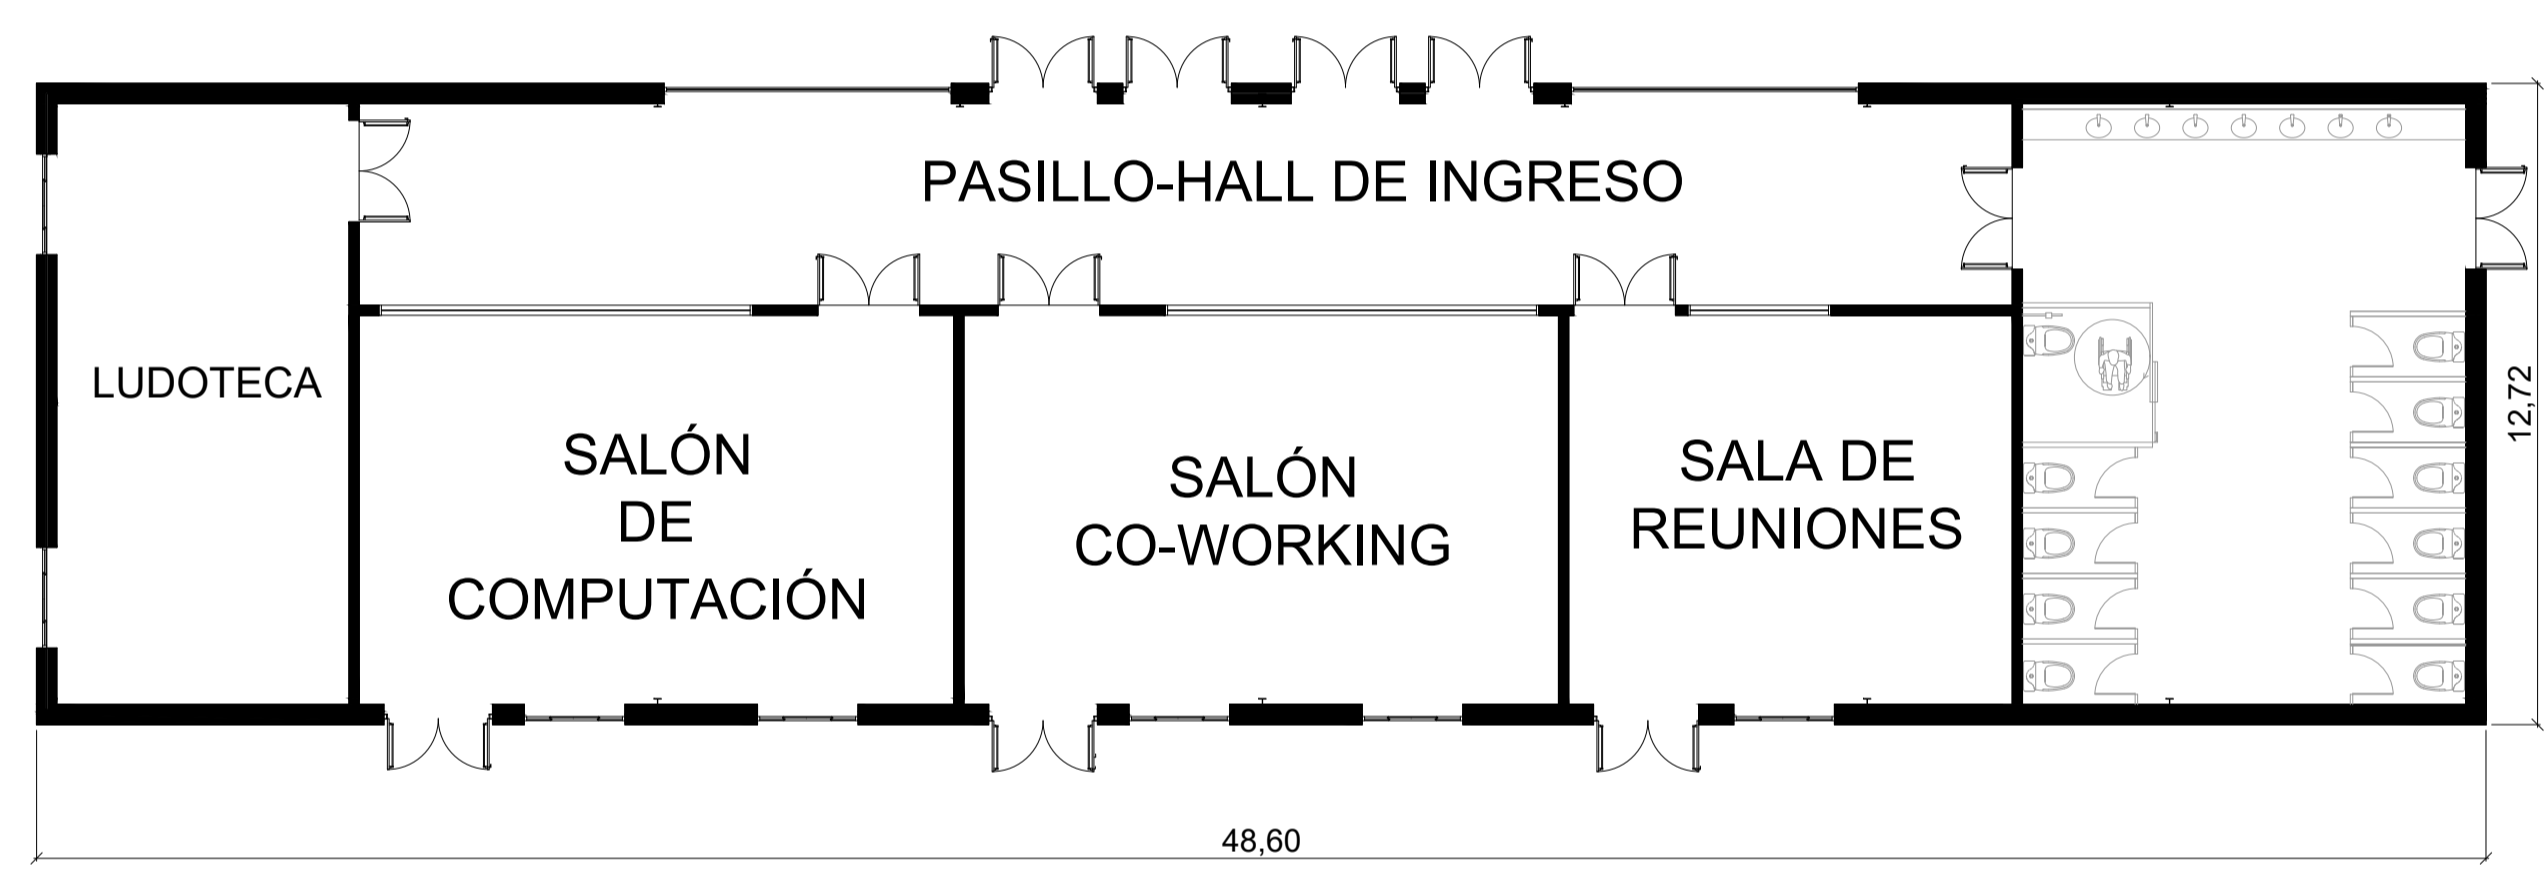 PASILLO-HALL DE INGRESO
LUDOTECA
SALÓN
DE
COMPUTACIÓN
SALÓN
CO-WORKING
SALA DE
REUNIONES
12,72
48,60